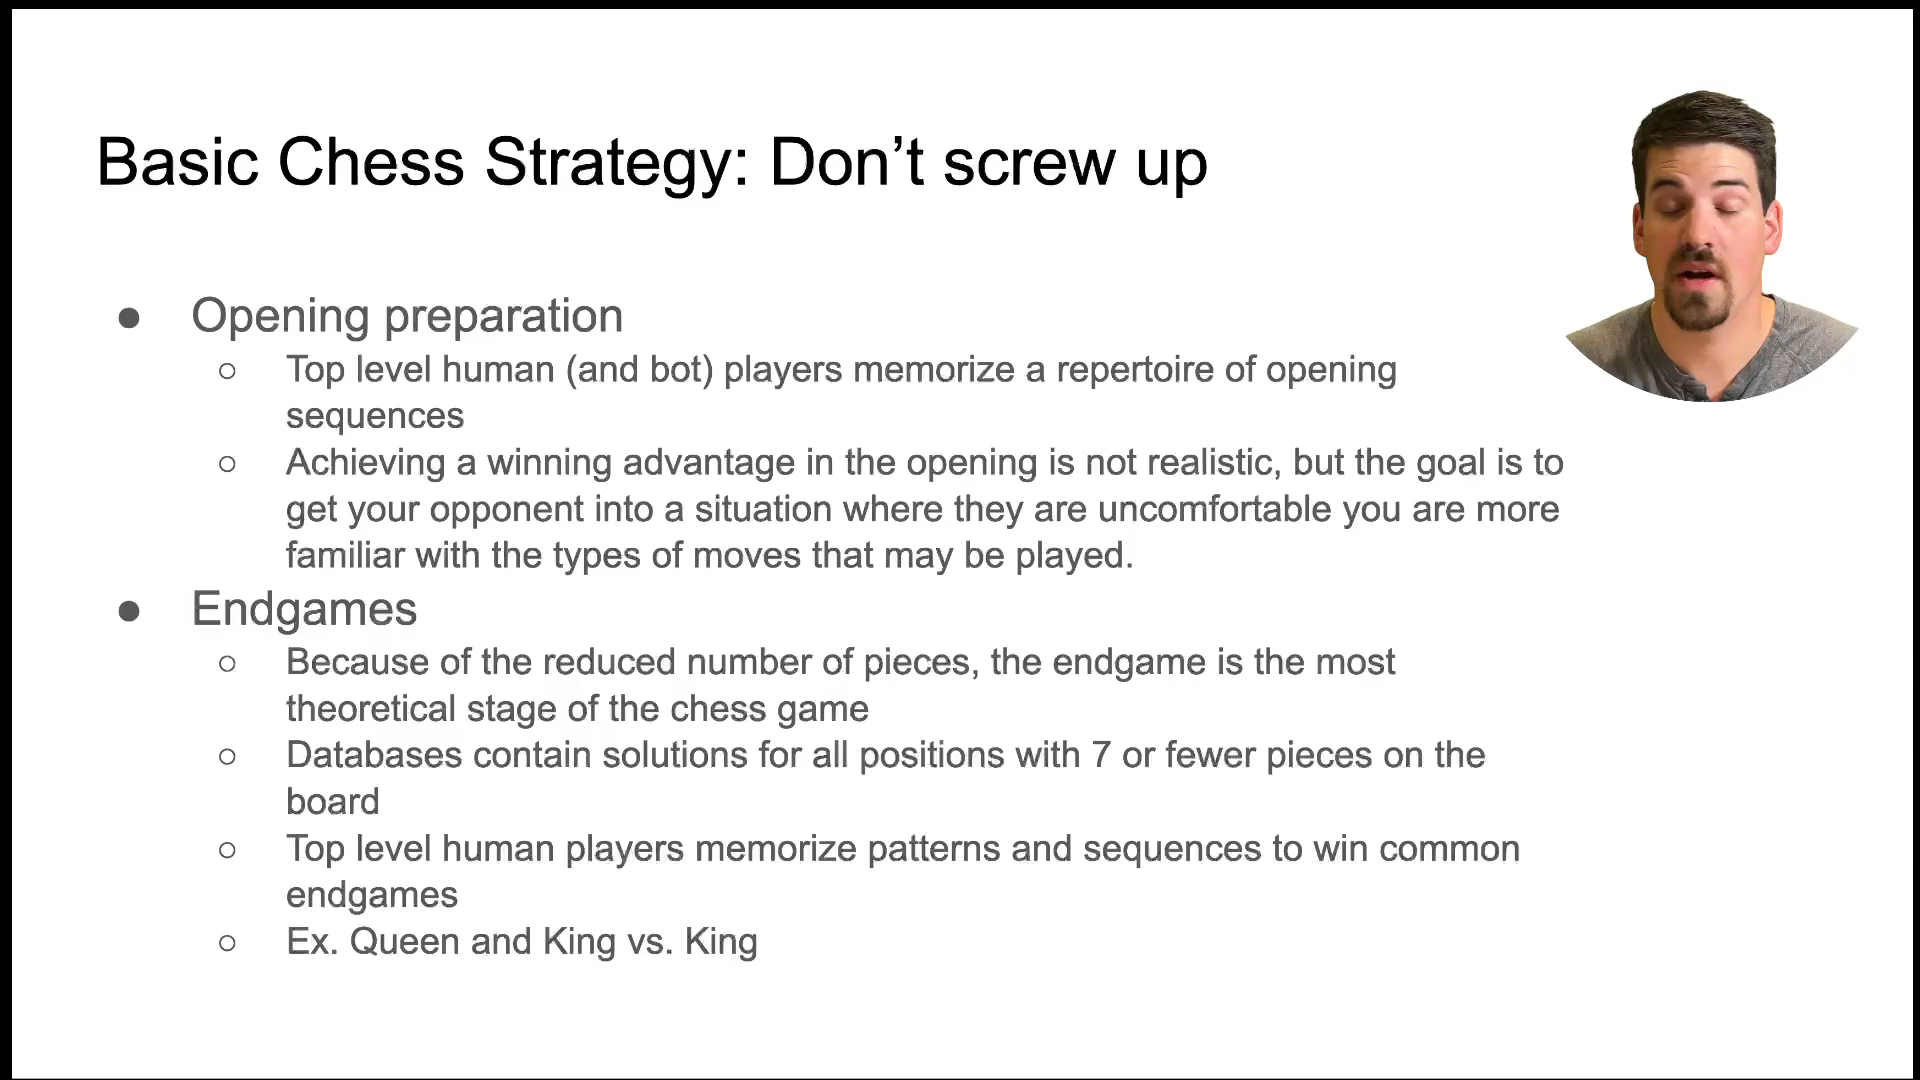 Basic Chess Strategy: Don’t screw up
● Opening preparation
○ Top level human (and bot) players memorize a repertoire of opening
sequences
○ Achieving a winning advantage in the opening is not realistic, but the goal is to
get your opponent into a situation where they are uncomfortable you are more
familiar with the types of moves that may be played.
● Endgames
○ Because of the reduced number of pieces, the endgame is the most
theoretical stage of the chess game
○ Databases contain solutions for all positions with 7 or fewer pieces on the
board
○ Top level human players memorize patterns and sequences to win common
endgames
○ Ex. Queen and King vs. King